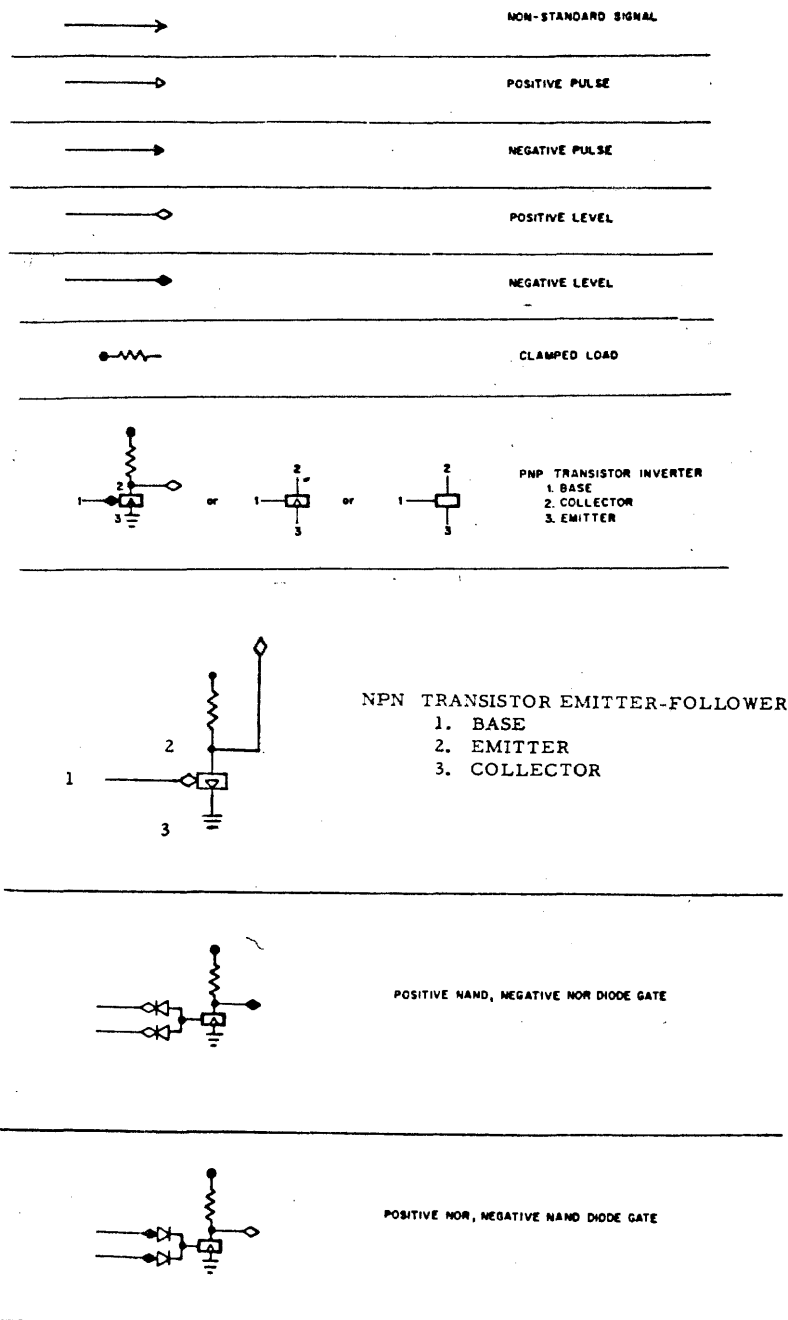 NON-STANDARD SIGNAL
POSITIVE PULSE
NEGATIVE PULSE
POSITIVE LEVEL
NEGATIVE LEVEL
CLAMPED LOAD
1 2 3 or 1 2 3 or 1 2 3
PNP TRANSISTOR INVERTER
1. BASE
2. COLLECTOR
3. EMITTER
NPN TRANSISTOR EMITTER-FOLLOWER
1. BASE
2. EMITTER
3. COLLECTOR
2
1
3
POSITIVE NAND, NEGATIVE NOR DIODE GATE
POSITIVE NOR, NEGATIVE NAND DIODE GATE